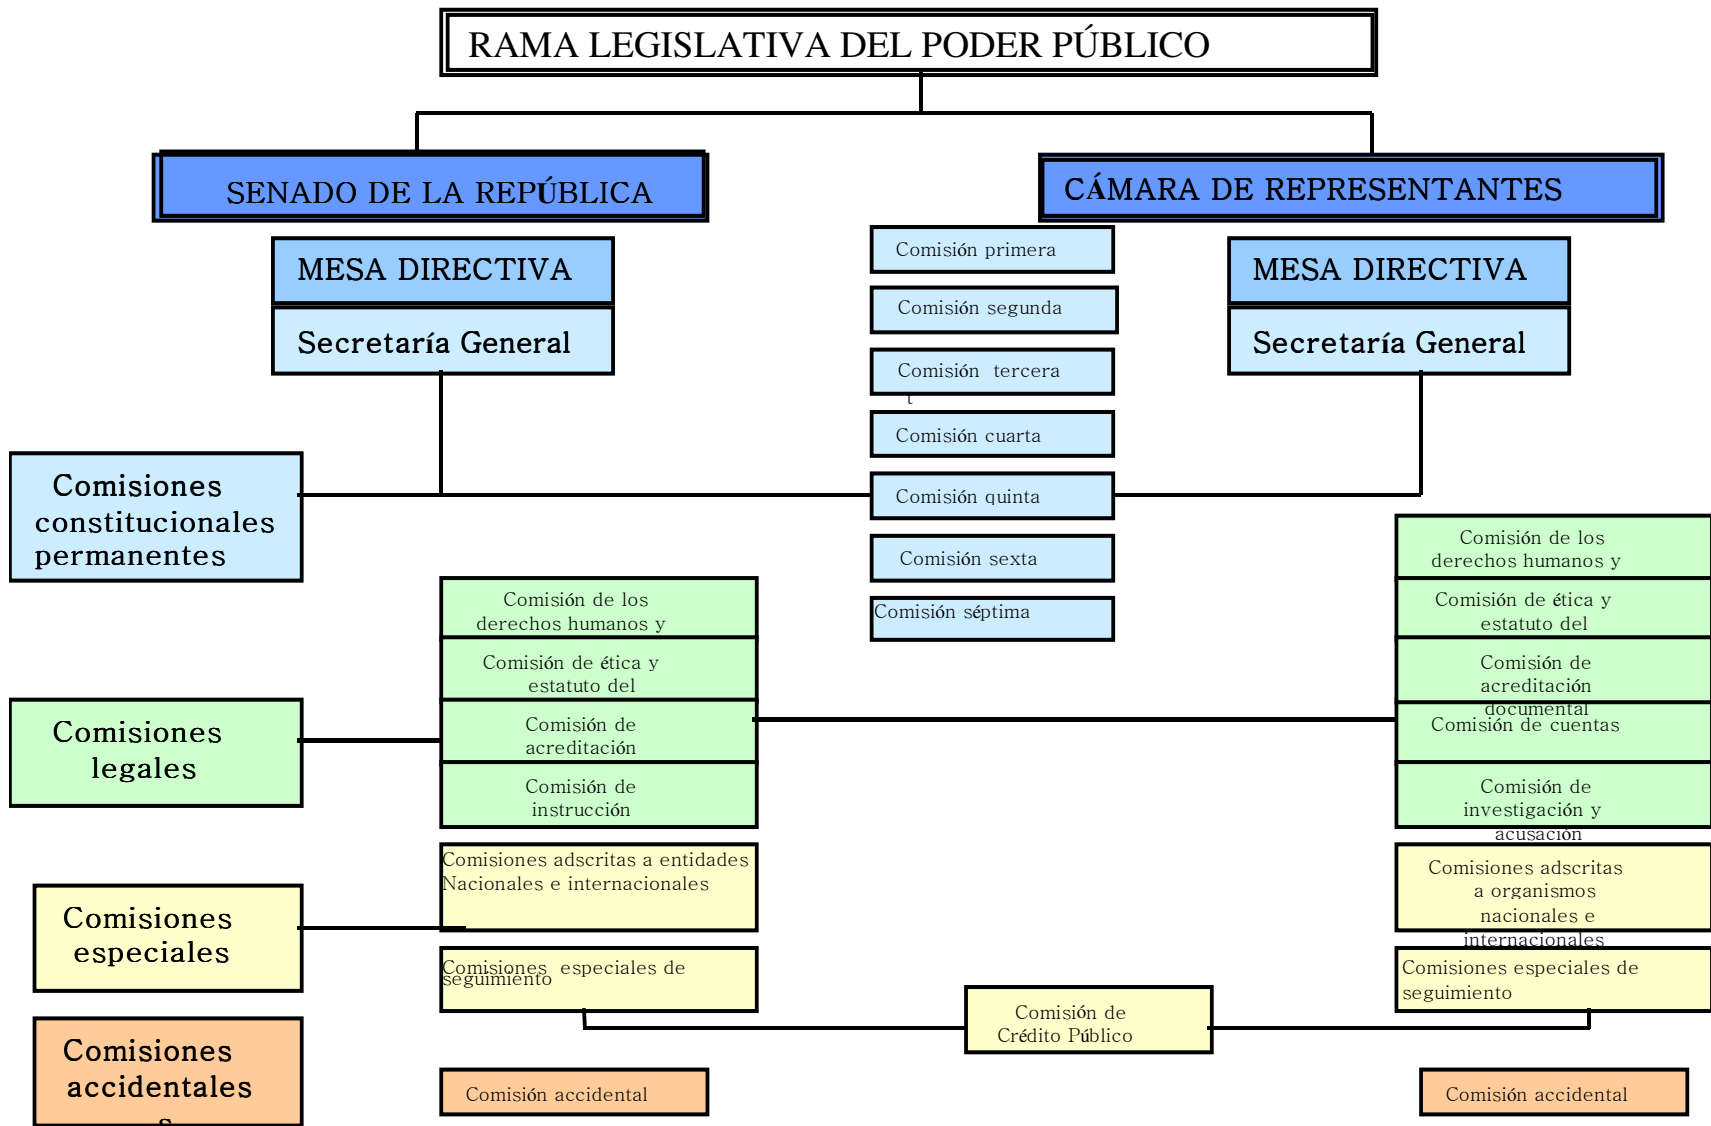 RAMA LEGISLATIVA DEL PODER PÚBLICO
SENADO DE LA REPÚBLICA
CÁMARA DE REPRESENTANTES
MESA DIRECTIVA
Secretaría General
Comisión primera
Comisión segunda
Comisión tercera
t
Comisión cuarta
Comisión quinta
Comisión sexta
Comisión séptima
MESA DIRECTIVA
Secretaría General
Comisiones
constitucionales
permanentes
Comisiones
legales
Comisión de los
derechos humanos y
Comisión de ética y
estatuto del
Comisión de
acreditación
Comisión de
instrucción
Comisión de los
derechos humanos y
Comisión de ética y
estatuto del
Comisión de
acreditación
documental
Comisión de cuentas
Comisión de
investigación y
acusación
Comisiones
especiales
Comisiones adscritas a entidades
Nacionales e internacionales
Comisiones especiales de
seguimiento
Comisión de
Crédito Público
Comisiones adscritas
a organismos
nacionales e
internacionales
Comisiones especiales de
seguimiento
Comisiones
accidentales
s
Comisión accidental
Comisión accidental